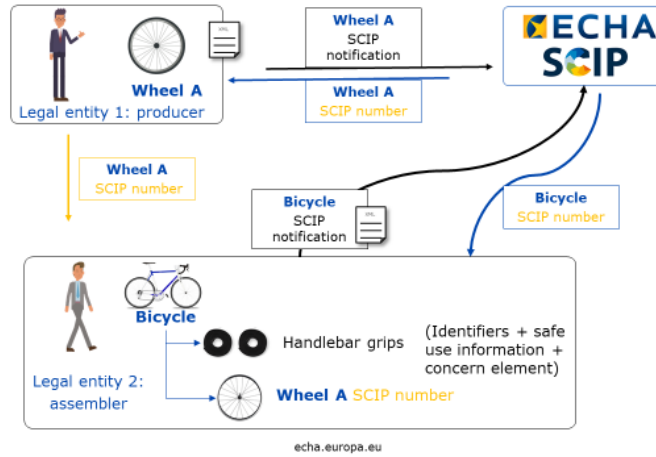 Wheel A
SCIP
notification
ECHA
SCIP
XML
Wheel A
Legal entity 1: producer
Wheel A
SCIP number
Wheel A
SCIP number
Bicycle
SCIP
notification
XML
Bicycle
SCIP number
Bicycle
Handlebar grips
(Identifiers + safe
use information +
concern element)
Legal entity 2:
assembler
Wheel A SCIP number
echa.europa.eu